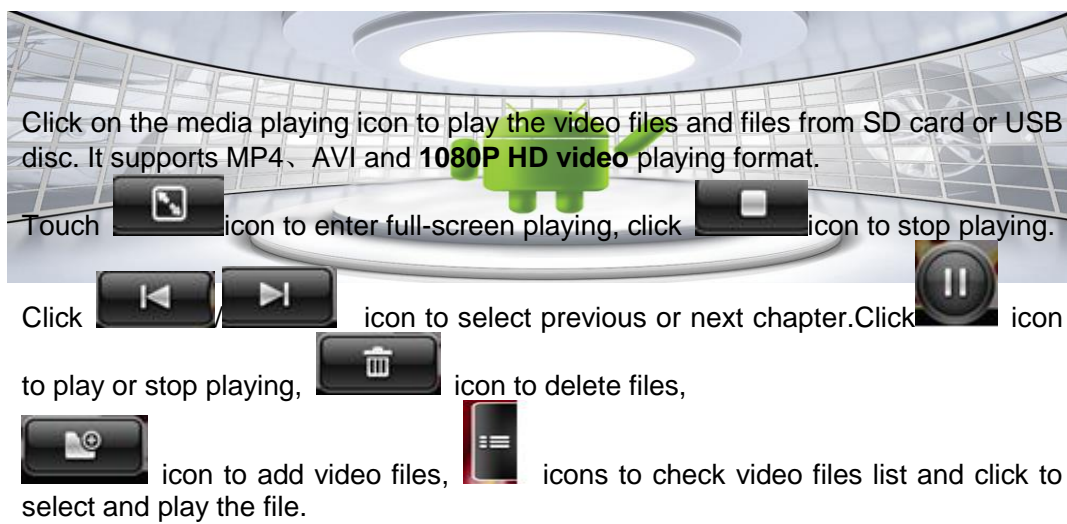 Click on the media playing icon to play the video files and files from SD card or USB
disc. It supports MP4、AVI and 1080P HD video playing format.
Touch icon to enter full-screen playing, click icon to stop playing.
Click / icon to select previous or next chapter.Click icon
to play or stop playing, icon to delete files,
icon to add video files, icons to check video files list and click to
select and play the file.